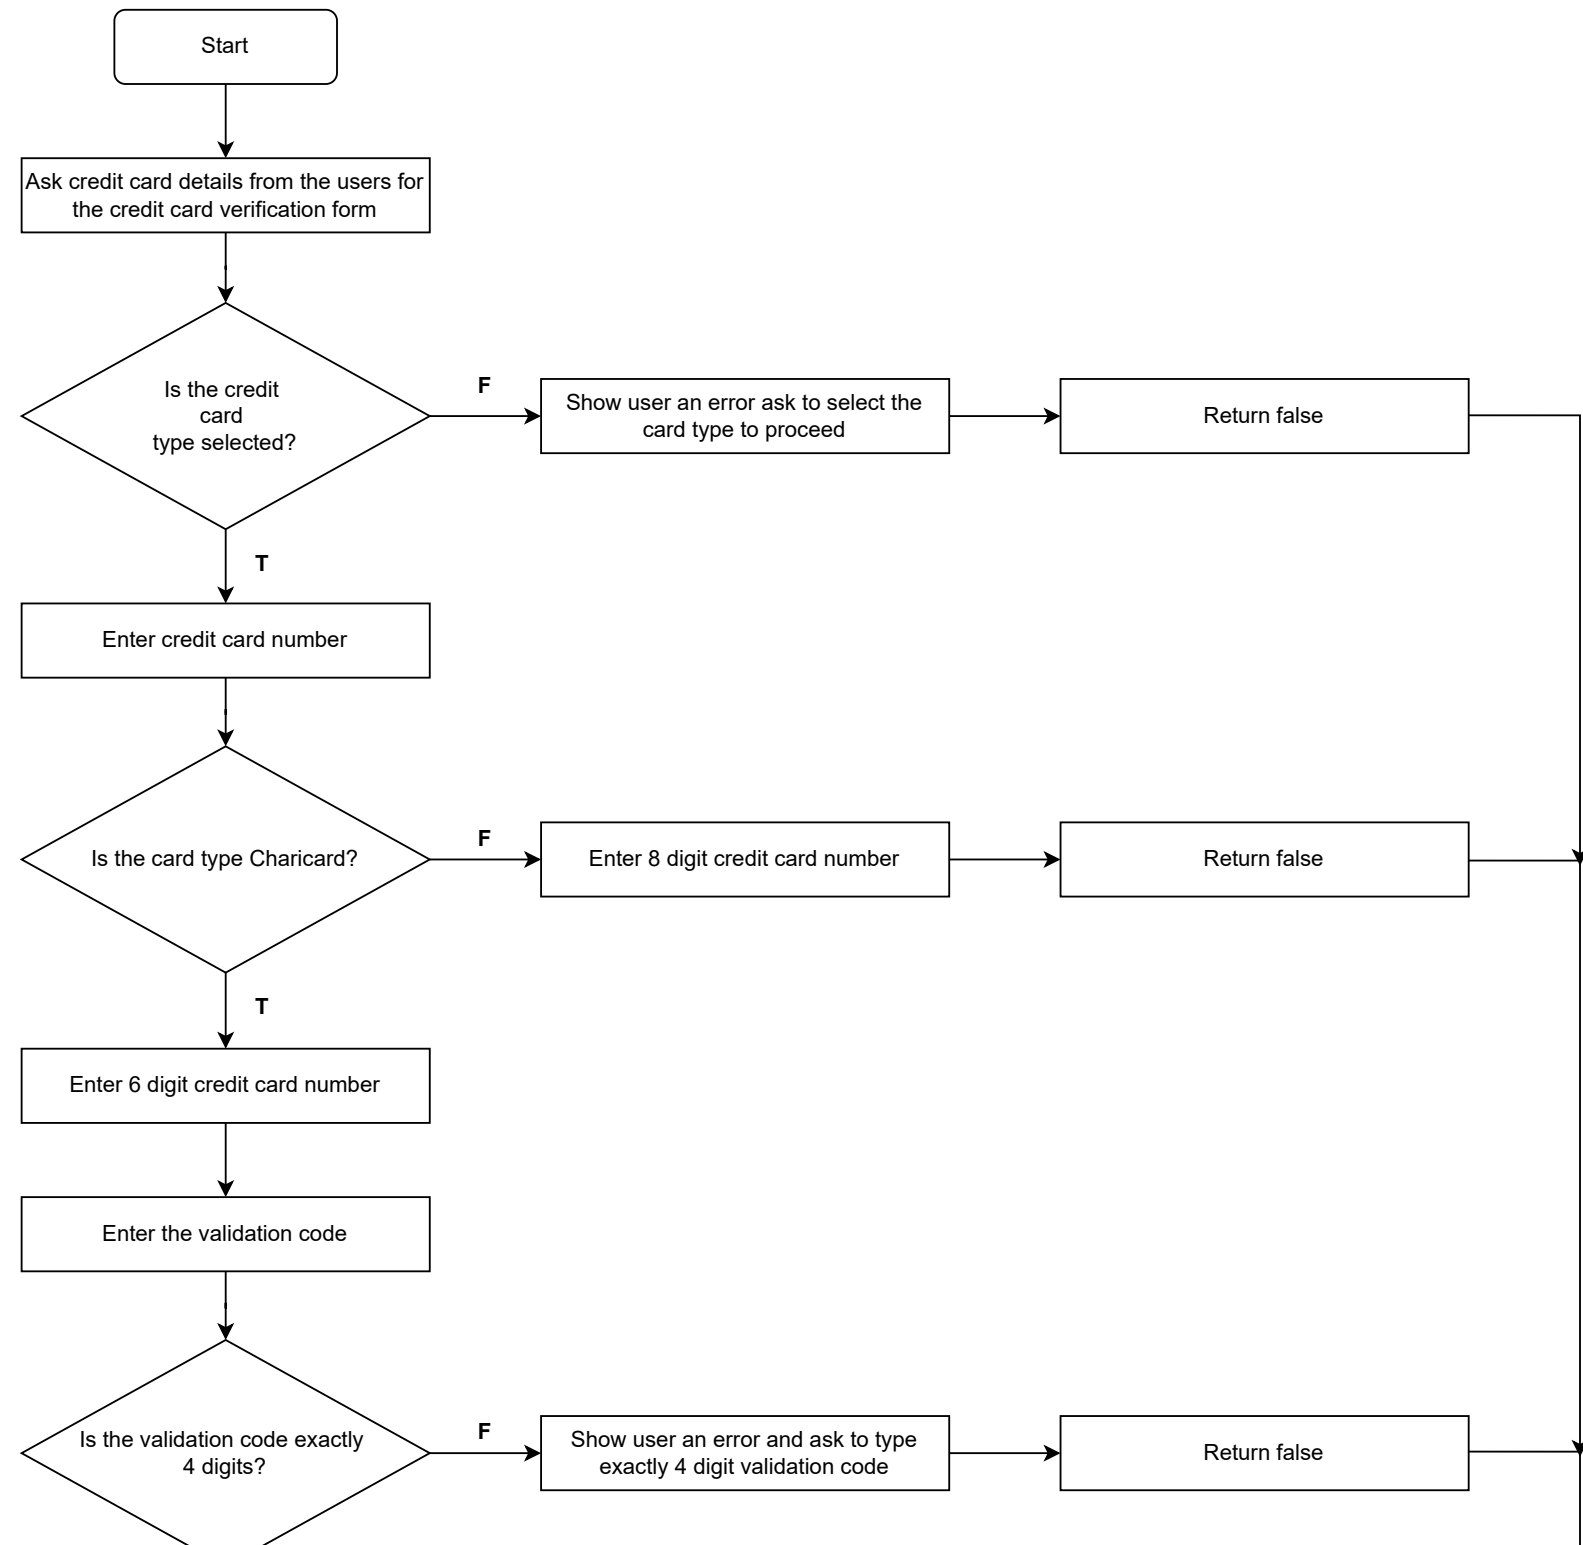 Start
Ask credit card details from the users for
the credit card verification form
Is the credit
card
type selected?
F
Show user an error ask to select the
card type to proceed
Return false
T
Enter credit card number
Is the card type Charicard?
F
Enter 8 digit credit card number
Return false
T
Enter 6 digit credit card number
Enter the validation code
Is the validation code exactly
4 digits?
F
Show user an error and ask to type
exactly 4 digit validation code
Return false